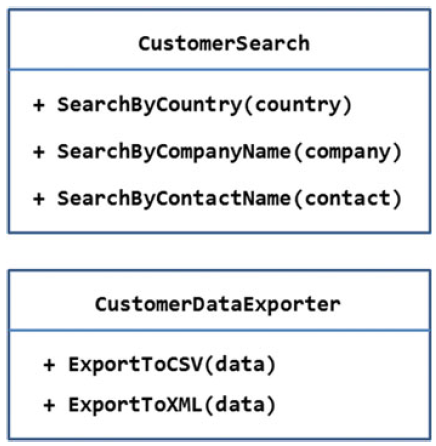 CustomerSearch
+ SearchByCountry(country)
+ SearchByCompanyName(company)
+ SearchByContactName(contact)
CustomerDataExporter
+ ExportToCSV(data)
+ ExportToXML(data)